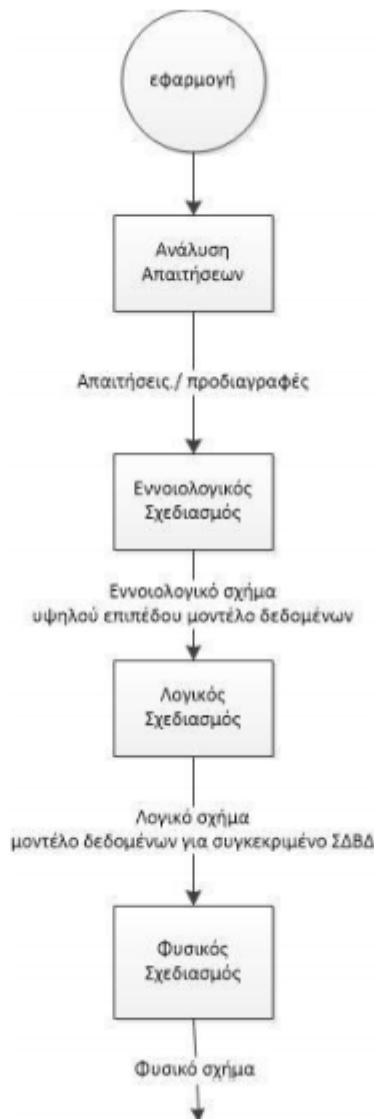 εφαρμογή
Ανάλυση
Απαιτήσεων
Απαιτήσεις./ προδιαγραφές
Εννοιολογικός
Σχεδιασμός
Εννοιολογικό σχήμα
υψηλού επιπέδου μοντέλο δεδομένων
Λογικός
Σχεδιασμός
Λογικό σχήμα
μοντέλο δεδομένων για συγκεκριμένο ΣΔΒΔ
Φυσικός
Σχεδιασμός
Φυσικό σχήμα